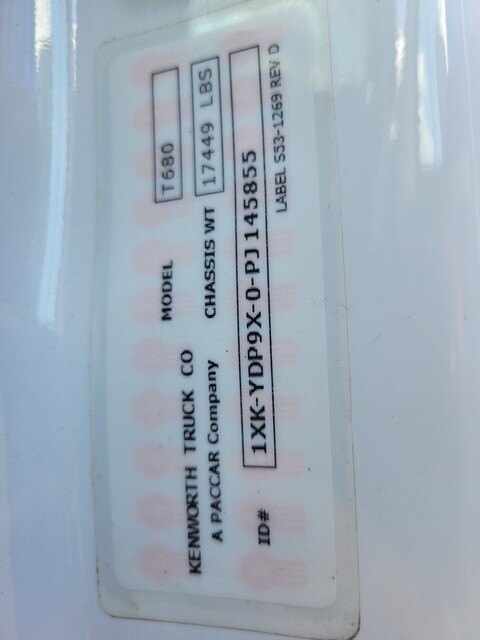 KENWORTH TRUCK CO MODEL T680
A PACCAR Company CHASSIS WT 17449 LBS
ID# 1XK-YDP9X-0-PJ145855
LABEL S53-1269 REV D